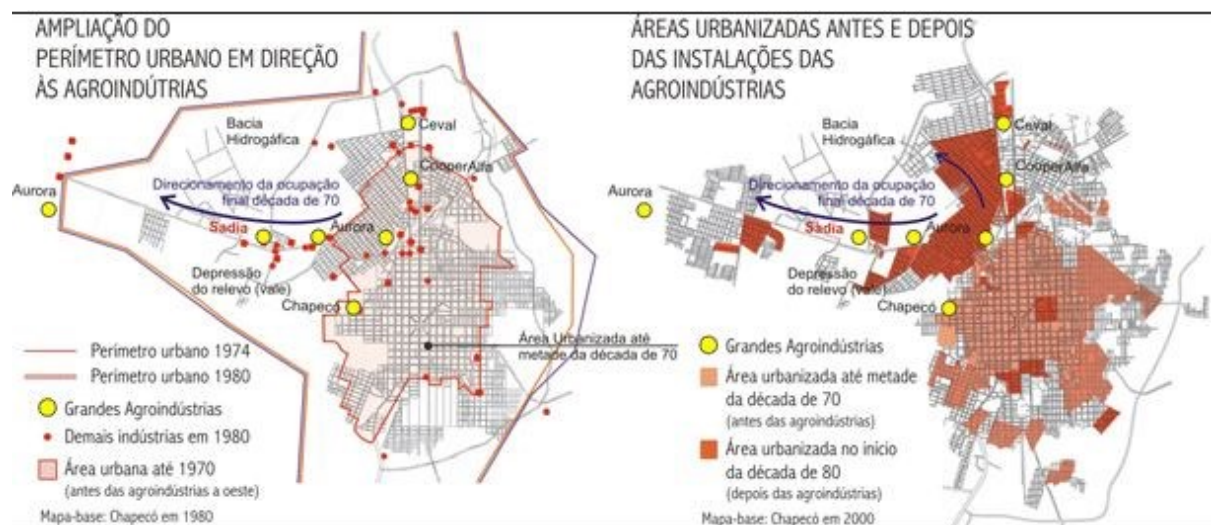 AMPLIAÇÃO DO
PERÍMETRO URBANO EM DIREÇÃO
ÀS AGROINDÚTRIAS
Ceval
Bacia
Hidrogáfica
CooperAlfa
Aurora
Direcionamento da ocupação
final década de 70
Sadia
Aurora
Depressão
do relevo (vale)
Chapecó
Área Urbanizada até
metade da década de 70
Perímetro urbano 1974
Perímetro urbano 1980
Grandes Agroindústrias
Demais indústrias em 1980
Área urbana até 1970
(antes das agroindústrias a oeste)
Mapa-base: Chapecó em 1980
ÁREAS URBANIZADAS ANTES E DEPOIS
DAS INSTALAÇÕES DAS
AGROINDÚSTRIAS
Ceval
Bacia
Hidrogáfica
CooperAlfa
Aurora
Direcionamento da ocupação
final década de 70
Sadia
Aurora
Depressão
do relevo (vale)
Chapecó
Grandes Agroindústrias
Área urbanizada até metade
da década de 70
(antes das agroindústrias)
Área urbanizada no início
da década de 80
(depois das agroindústrias)
Mapa-base: Chapecó em 2000